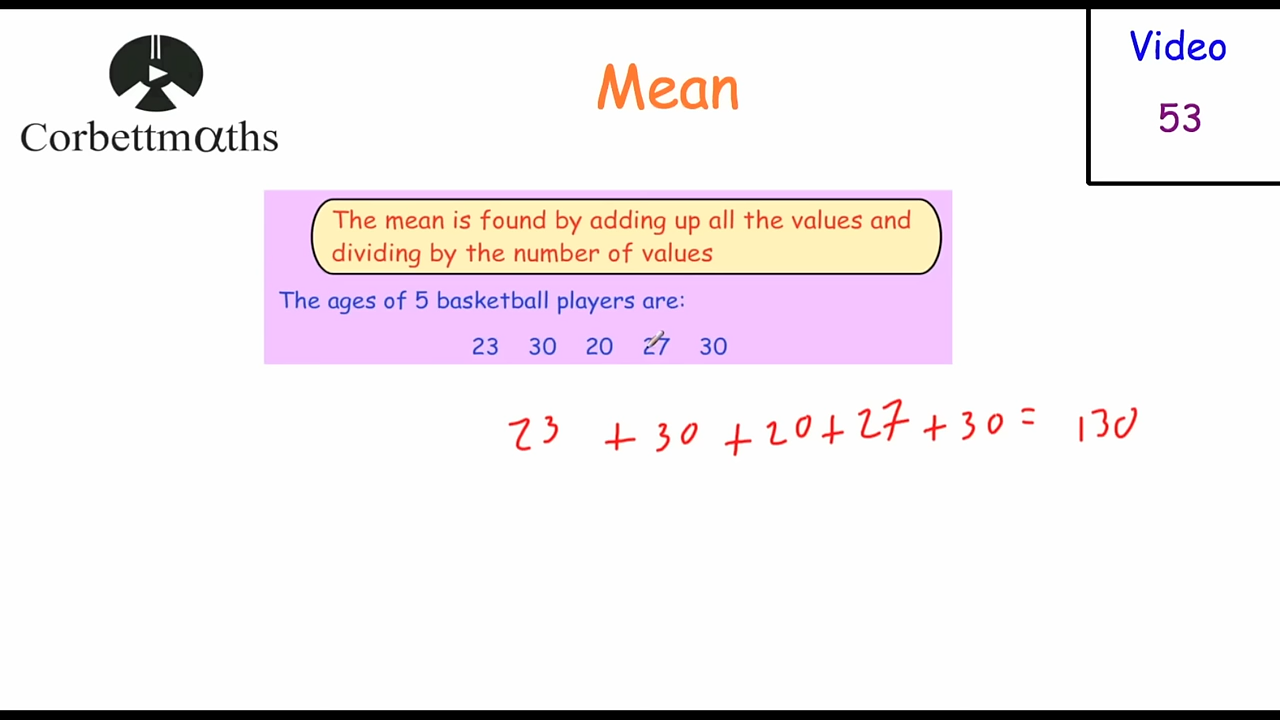 Corbettmαths
Mean
Video
53
The mean is found by adding up all the values and
dividing by the number of values
The ages of 5 basketball players are:
23 30 20 27 30
23 + 30 + 20 + 27 + 30 = 130